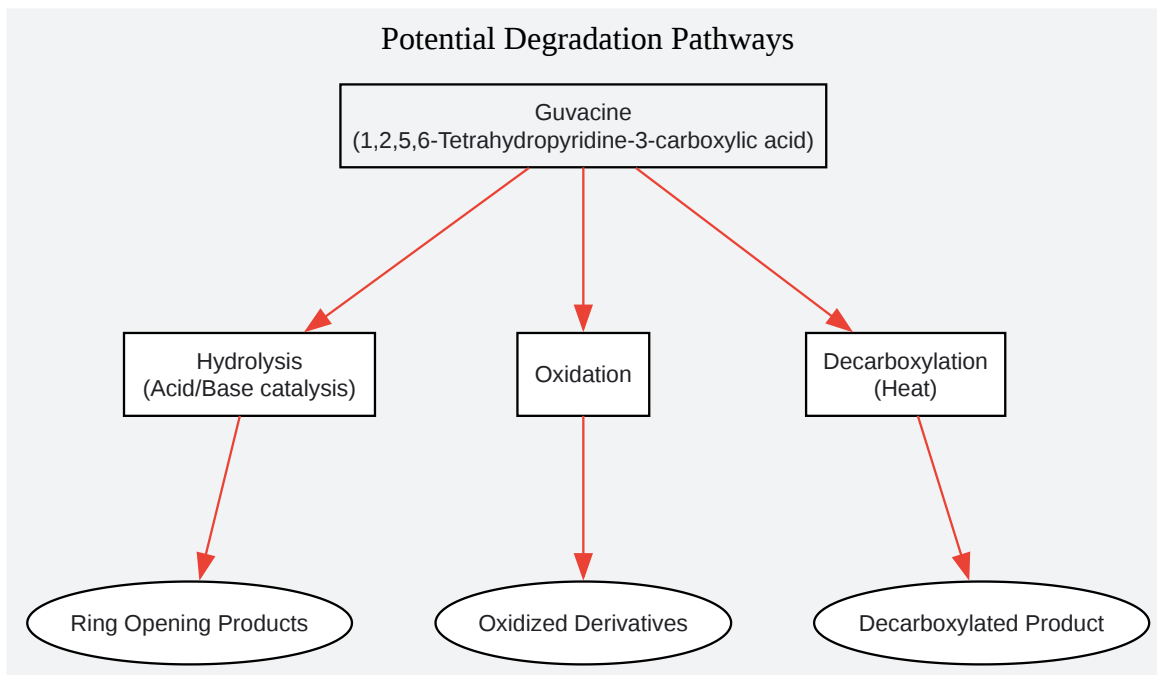 Potential Degradation Pathways
Guvacine
(1,2,5,6-Tetrahydropyridine-3-carboxylic acid)
Hydrolysis
(Acid/Base catalysis)
Oxidation
Decarboxylation
(Heat)
Ring Opening Products
Oxidized Derivatives
Decarboxylated Product